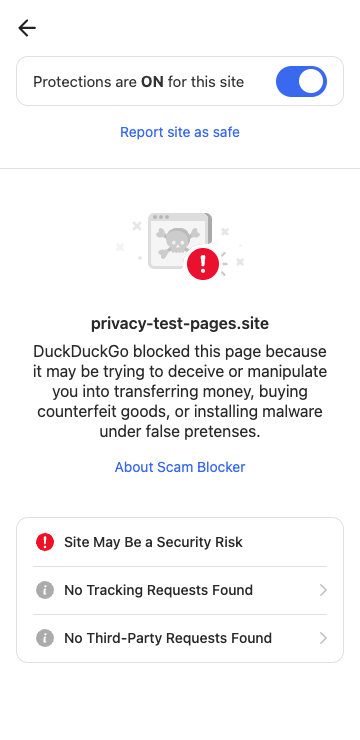 Protections are ON for this site
Report site as safe
privacy-test-pages.site
DuckDuckGo blocked this page because
it may be trying to deceive or manipulate
you into transferring money, buying
counterfeit goods, or installing malware
under false pretenses.
About Scam Blocker
Site May Be a Security Risk
No Tracking Requests Found
No Third-Party Requests Found